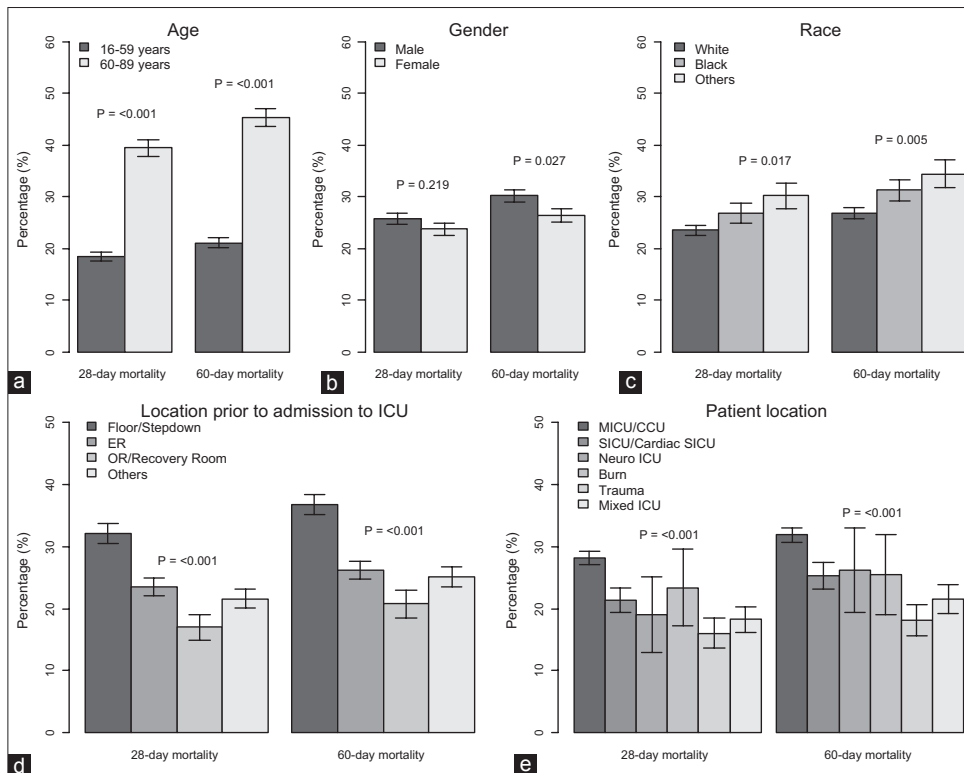 Age
60
50
40
30
20
10
0
Percentage (%)
16-59 years
60-89 years
P = <0.001
P = <0.001
28-day mortality
60-day mortality
a
Gender
60
50
40
30
20
10
0
Percentage (%)
Male
Female
P = 0.219
P = 0.027
28-day mortality
60-day mortality
b
Race
60
50
40
30
20
10
0
Percentage (%)
White
Black
Others
P = 0.017
P = 0.005
28-day mortality
60-day mortality
c
Location prior to admission to ICU
50
40
30
20
10
0
Percentage (%)
Floor/Stepdown
ER
OR/Recovery Room
Others
P = <0.001
P = <0.001
28-day mortality
60-day mortality
d
Patient location
50
40
30
20
10
0
Percentage (%)
MICU/CCU
SICU/Cardiac SICU
Neuro ICU
Burn
Trauma
Mixed ICU
P = <0.001
P = <0.001
28-day mortality
60-day mortality
e